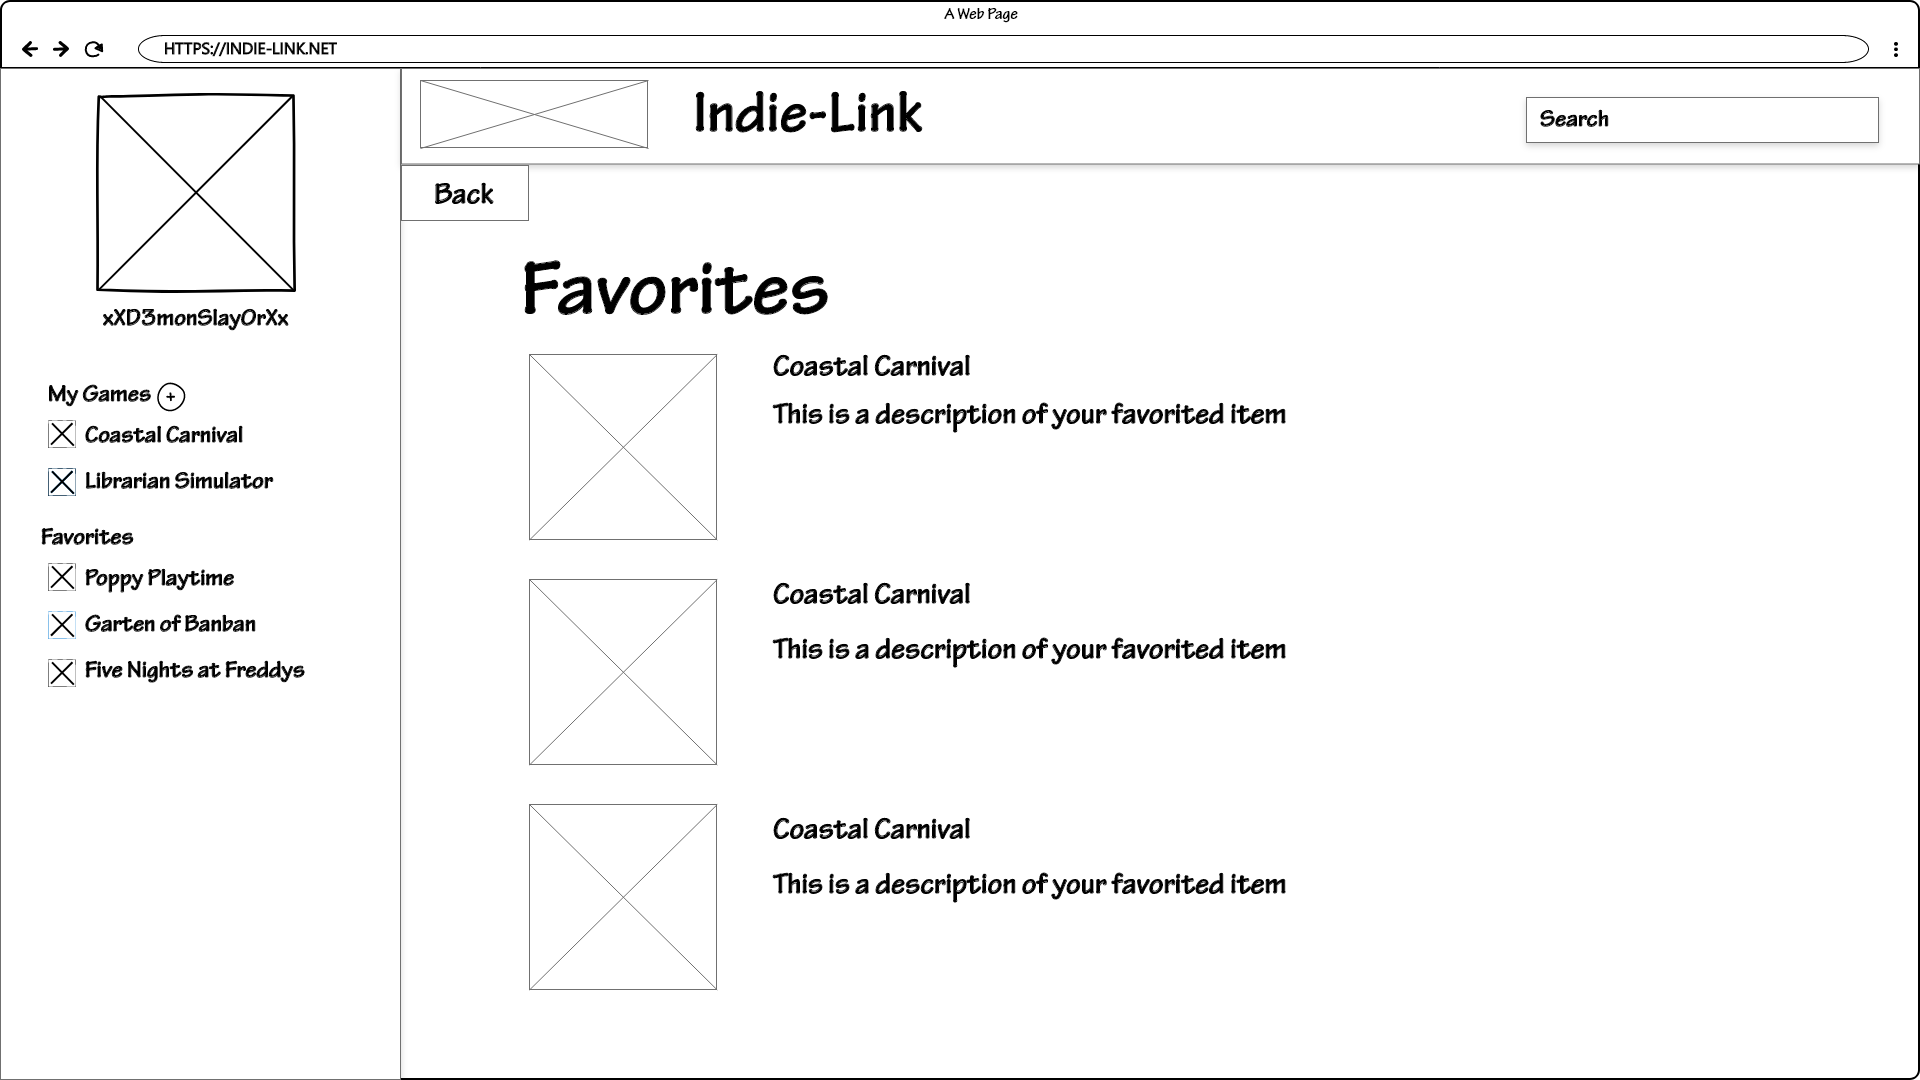 A Web Page
HTTPS://INDIE-LINK.NET
xXD3monSlayOrXx
My Games +
Coastal Carnival
Librarian Simulator
Favorites
Poppy Playtime
Garten of Banban
Five Nights at Freddys
Indie-Link
Search
Back
Favorites
Coastal Carnival
This is a description of your favorited item
Coastal Carnival
This is a description of your favorited item
Coastal Carnival
This is a description of your favorited item